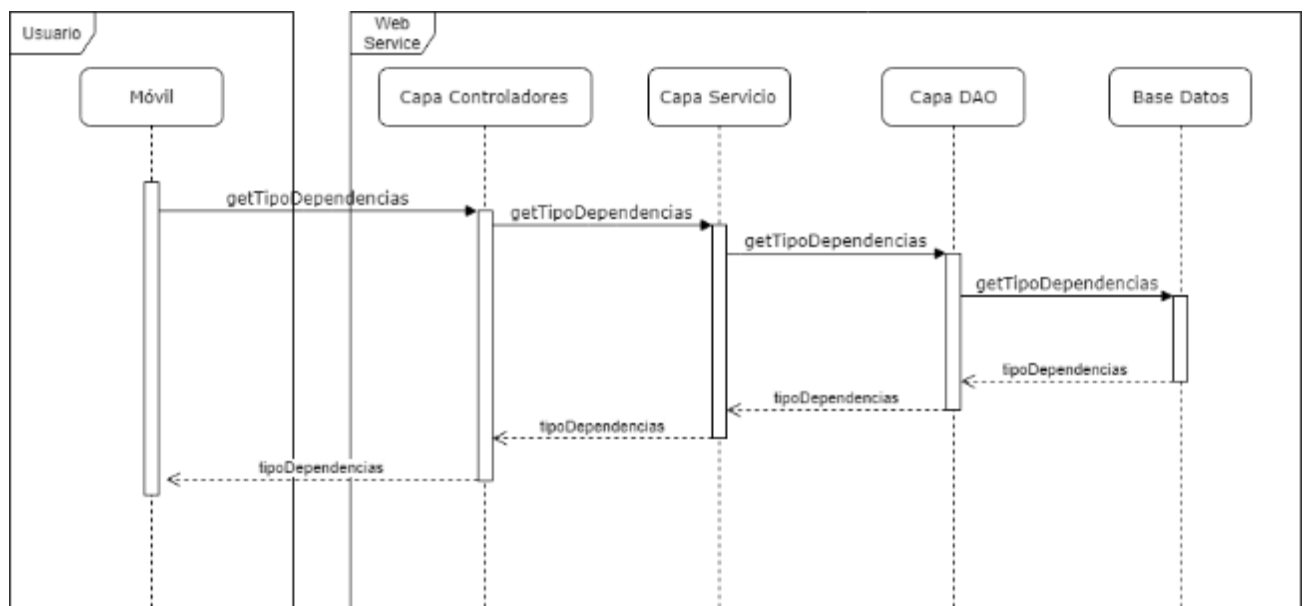 Usuario
Web
Service
Móvil
Capa Controladores
Capa Servicio
Capa DAO
Base Datos
getTipoDependencias
getTipoDependencias
getTipoDependencias
getTipoDependencias
tipoDependencias
tipoDependencias
tipoDependencias
tipoDependencias